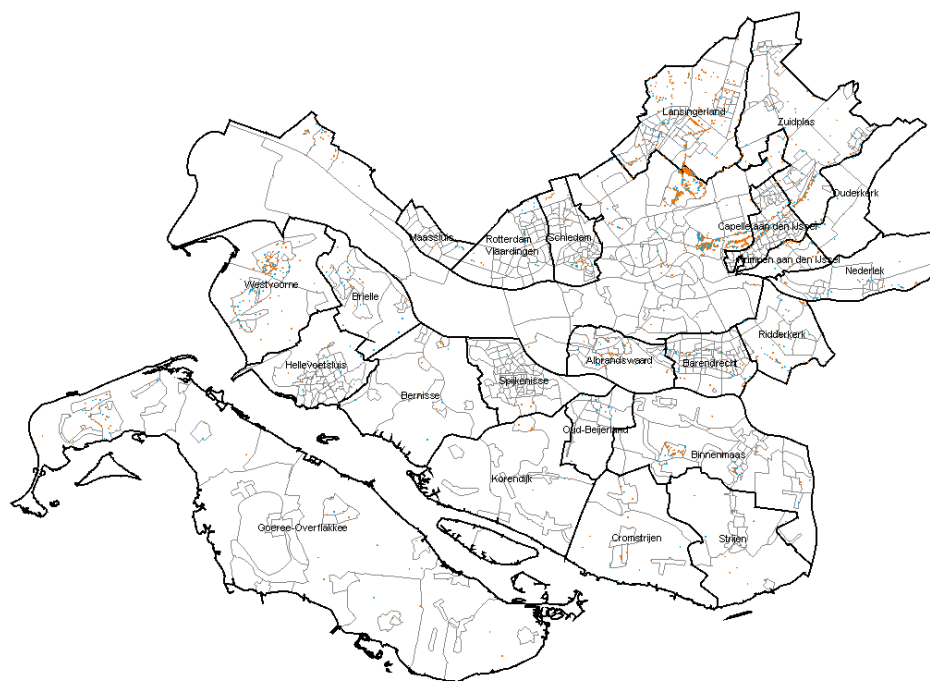 Lansingerland
Zuidplas
Ouderkerk
Capelle aan den IJssel
Maassluis
Rotterdam
Schiedam
Vlaardingen
Krimpen aan den IJssel
Nederlek
Westvoorne
Brielle
Ridderkerk
Albrandswaard
Barendrecht
Hellevoetsluis
Spijkenisse
Bernisse
Oud-Beijerland
Binnenmaas
Korendijk
Goeree-Overflakkee
Cromstrijen
Strijen